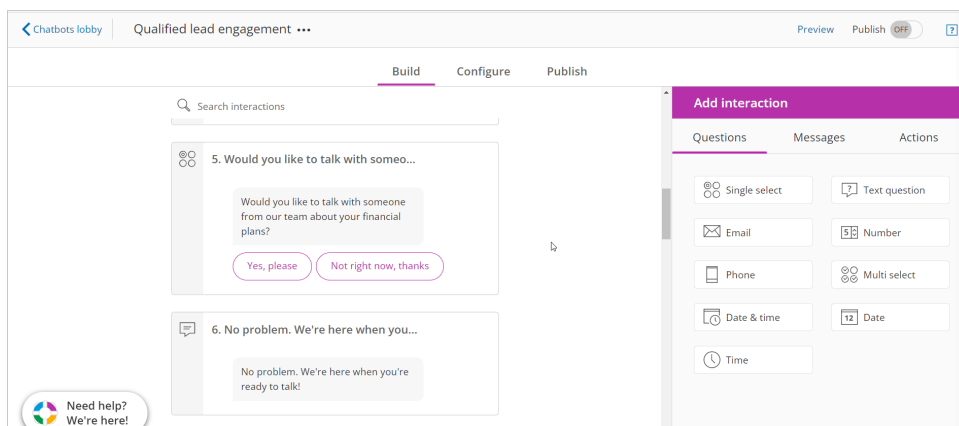 Chatbots lobby
Qualified lead engagement •••
Preview
Publish
OFF
?
Build
Configure
Publish
Search interactions
5. Would you like to talk with someo...
Would you like to talk with someone
from our team about your financial
plans?
Yes, please
Not right now, thanks
6. No problem. We're here when you...
No problem. We're here when you're
ready to talk!
Need help?
We're here!
Add interaction
Questions
Messages
Actions
Single select
? Text question
Email
5 Number
Phone
Multi select
Date & time
12 Date
Time